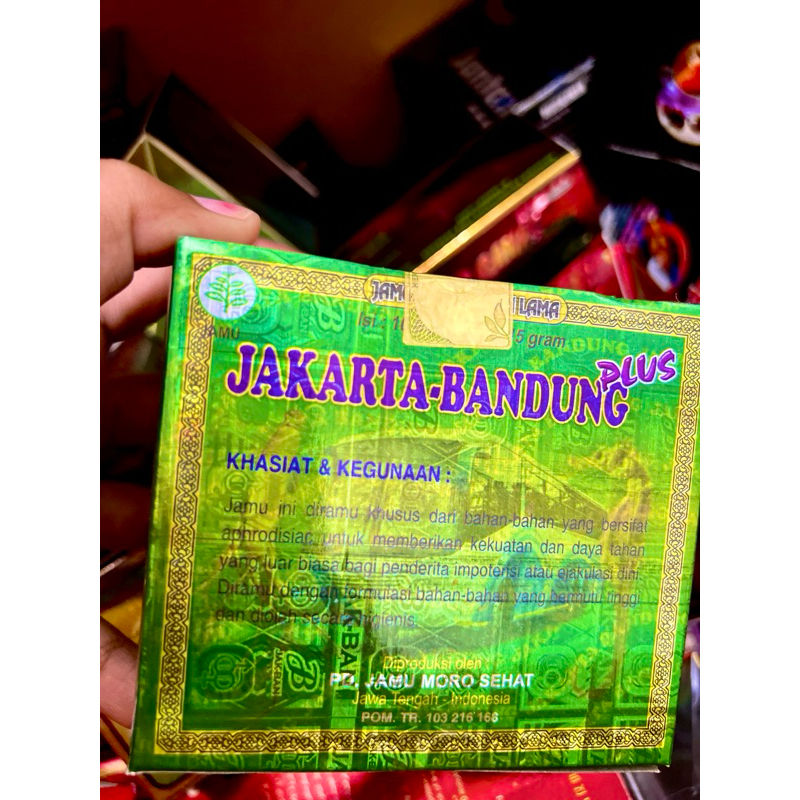 JAMU
ILAMA
Isi : 5 gram
JAKARTA-BANDUNG
PLUS
KHASIAT & KEGUNAAN :
Jamu ini diramu khusus dari bahan-bahan yang bersifat
aphrodisiac, untuk memberikan kekuatan dan daya tahan
yang luar biasa bagi penderita impotensi atau ejakulasi dini.
Diramu dengan formulasi bahan-bahan yang bermutu tinggi
dan diolah secara higienis.
Diproduksi oleh :
PD. JAMU MORO SEHAT
Jawa Tengah - Indonesia
POM. TR. 103 216 166